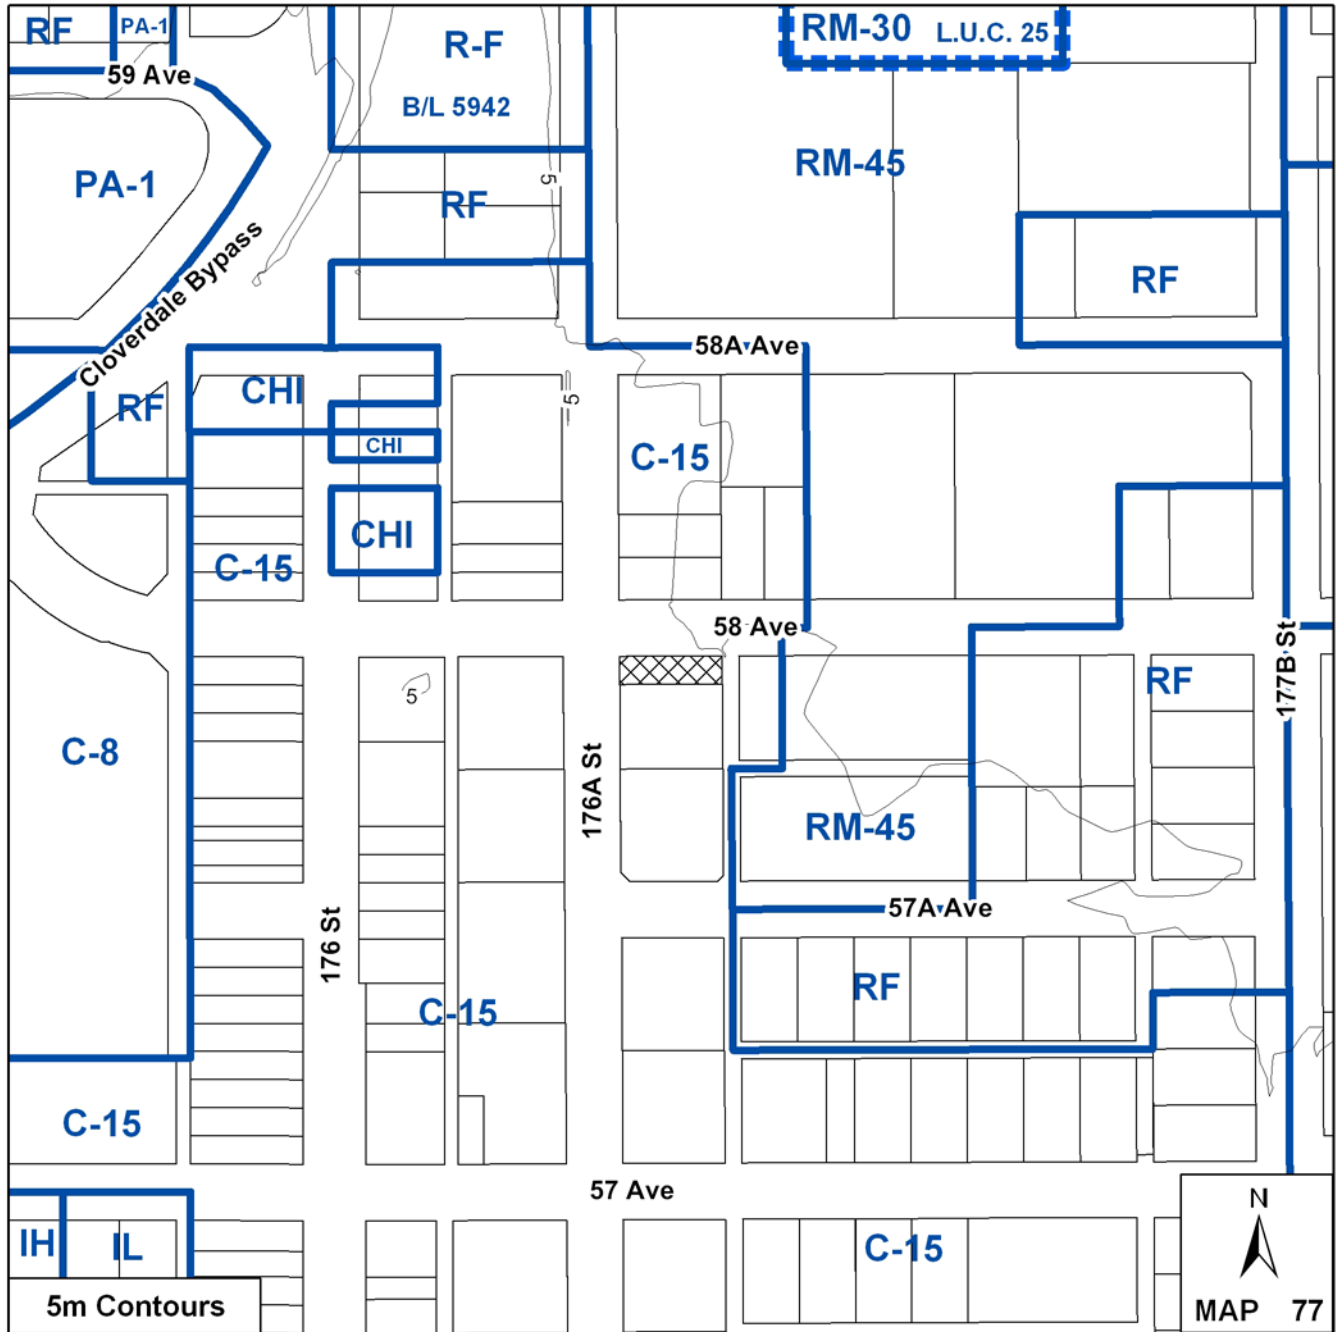 RF
PA-1
R-F
RM-30
L.U.C. 25
59 Ave
B/L 5942
RM-45
PA-1
5
RF
Cloverdale Bypass
RF
58A Ave
CHI
5
RF
CHI
C-15
CHI
C-15
58 Ave
177B St
RF
5
C-8
176A St
RM-45
57A Ave
176 St
RF
C-15
C-15
57 Ave
N
IH
IL
C-15
5m Contours
MAP 77